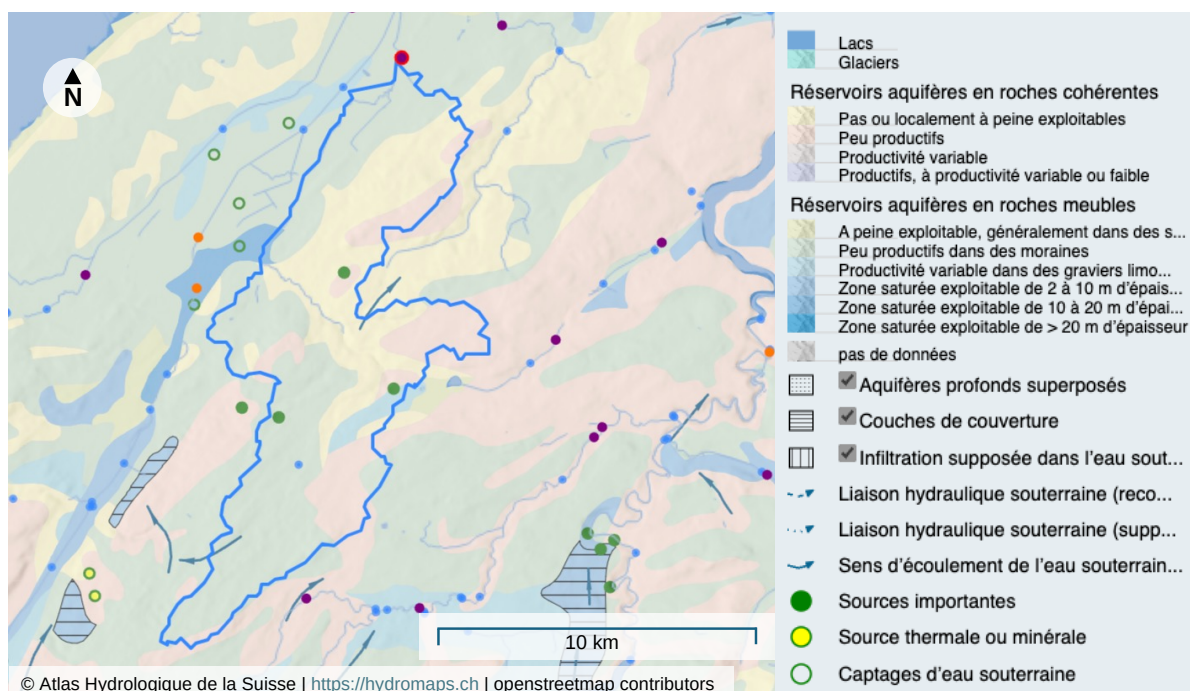 N
10 km
© Atlas Hydrologique de la Suisse | https://hydromaps.ch | openstreetmap contributors
Lacs
Glaciers
Réservoirs aquifères en roches cohérentes
Pas ou localement à peine exploitables
Peu productifs
Productivité variable
Productifs, à productivité variable ou faible
Réservoirs aquifères en roches meubles
A peine exploitable, généralement dans des s...
Peu productifs dans des moraines
Productivité variable dans des graviers limo...
Zone saturée exploitable de 2 à 10 m d'épais...
Zone saturée exploitable de 10 à 20 m d'épai...
Zone saturée exploitable de > 20 m d'épaisseur
pas de données
Aquifères profonds superposés
Couches de couverture
Infiltration supposée dans l'eau sout...
Liaison hydraulique souterraine (reco...
Liaison hydraulique souterraine (supp...
Sens d'écoulement de l'eau souterrain...
Sources importantes
Source thermale ou minérale
Captages d'eau souterraine